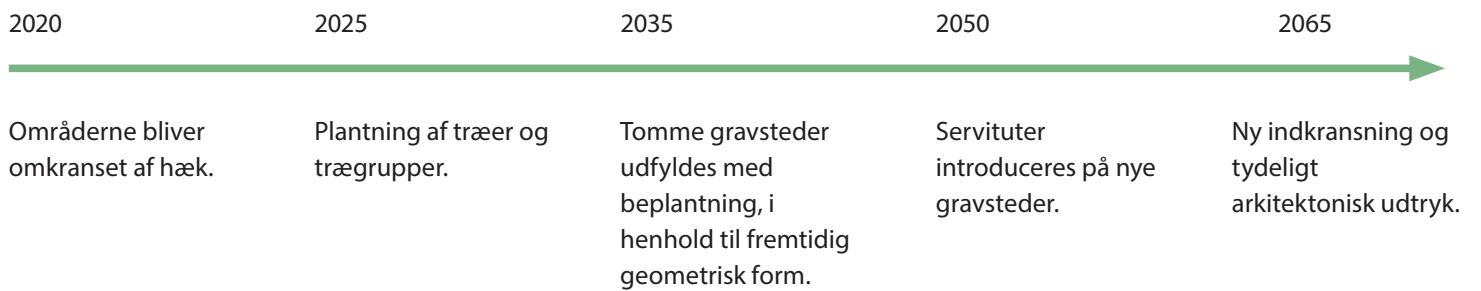 2020
2025
2035
2050
2065
Områderne bliver
omkranset af hæk.
Plantning af træer og
trægrupper.
Tomme gravsteder
udfyldes med
beplantning, i
henhold til fremtidig
geometrisk form.
Servituter
introduceres på nye
gravsteder.
Ny indkransning og
tydeligt
arkitektonisk udtryk.